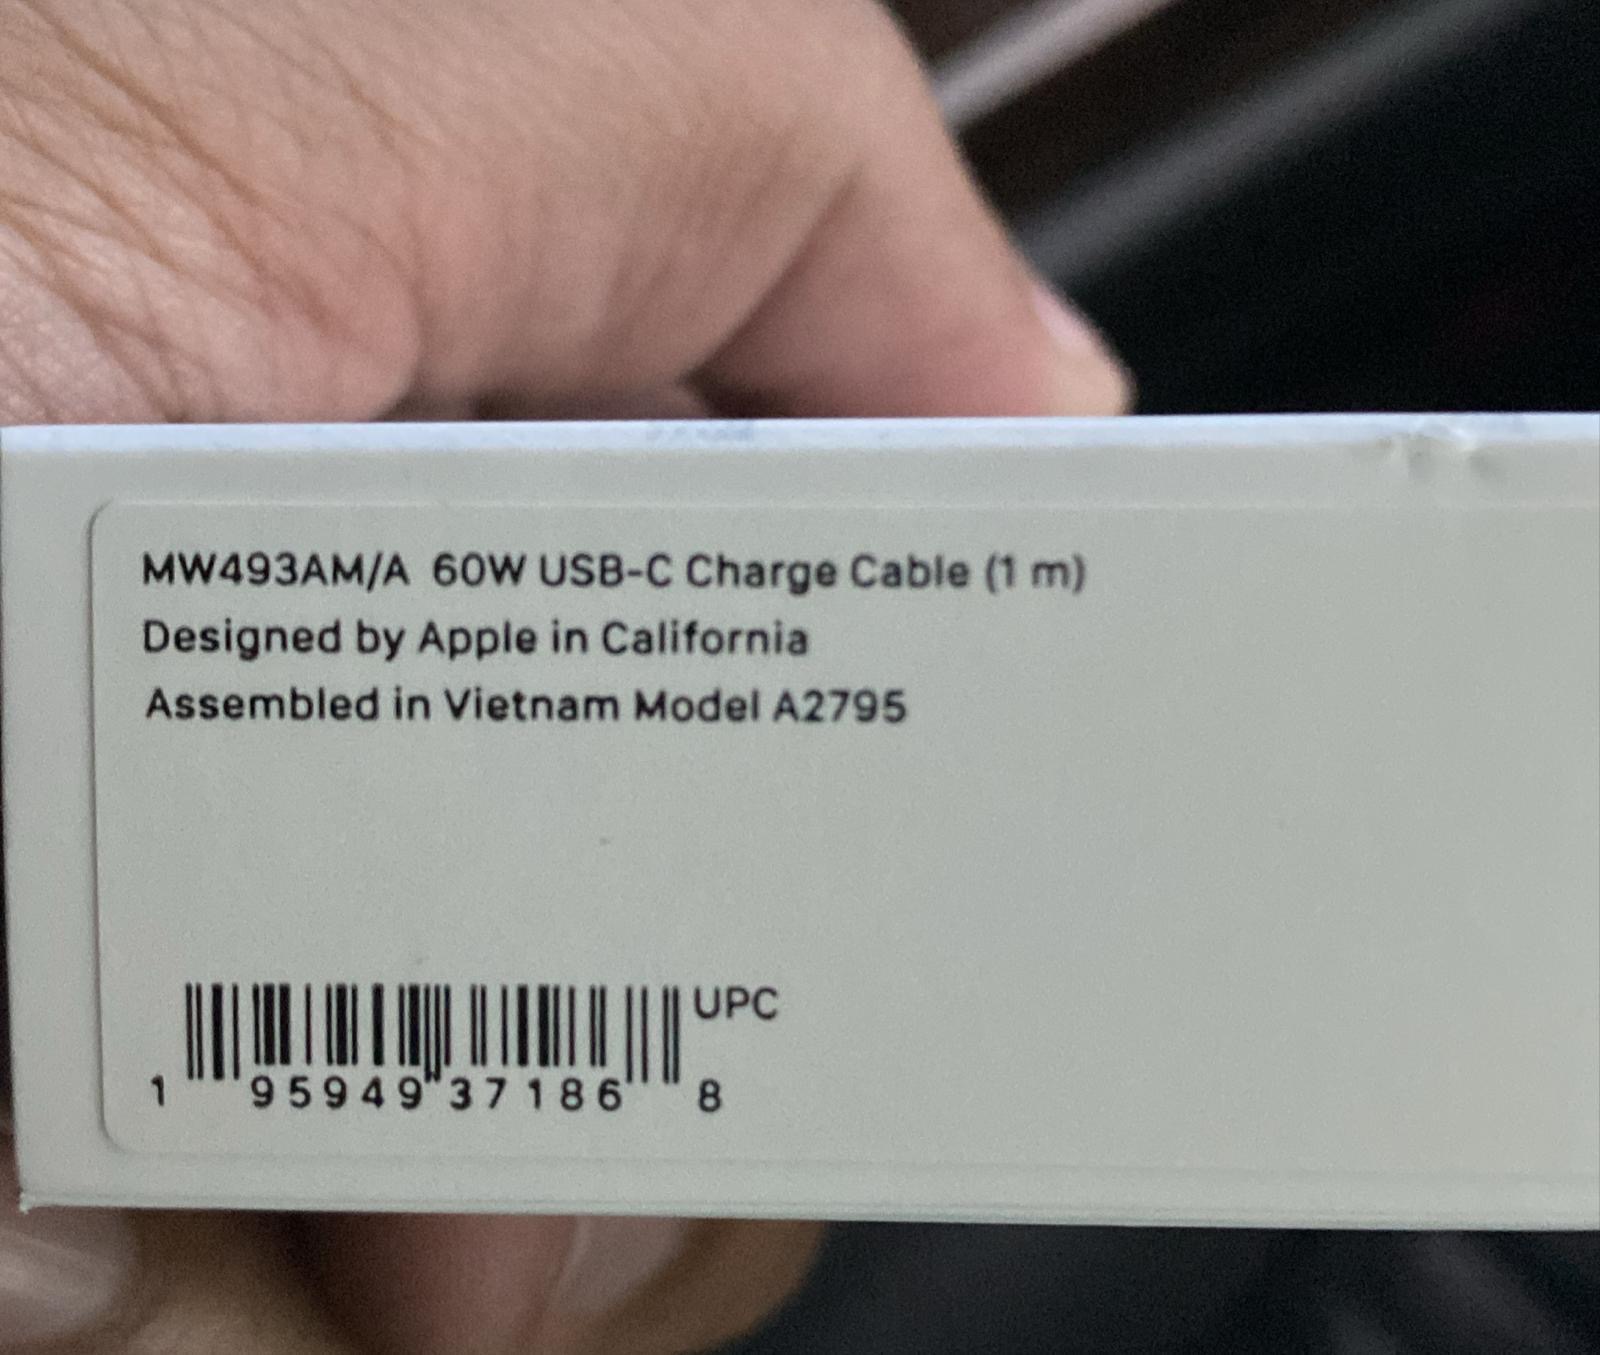 MW493AM/A 60W USB-C Charge Cable (1 m)
Designed by Apple in California
Assembled in Vietnam Model A2795
UPC
1 95949 37186 8